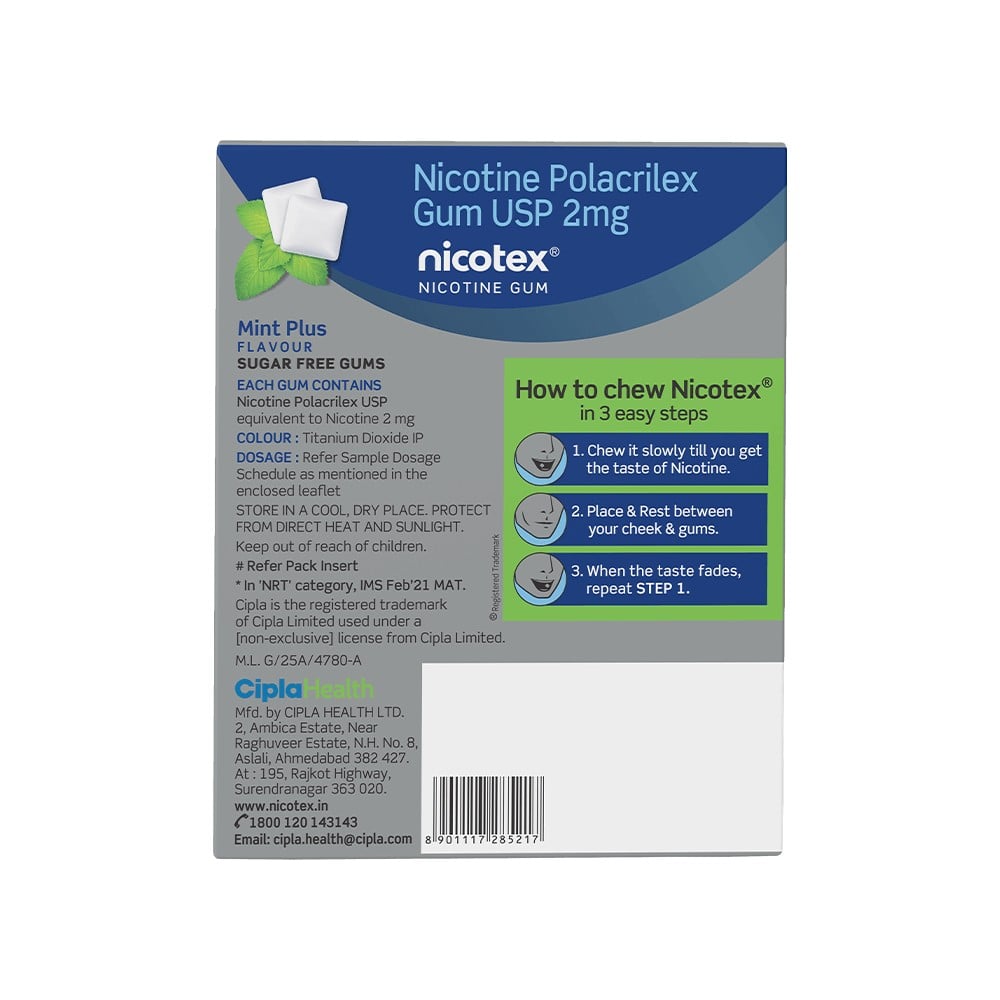 Nicotine Polacrilex
Gum USP 2mg
nicotex®
NICOTINE GUM
Mint Plus
FLAVOUR
SUGAR FREE GUMS
EACH GUM CONTAINS
Nicotine Polacrilex USP
equivalent to Nicotine 2 mg
COLOUR : Titanium Dioxide IP
DOSAGE : Refer Sample Dosage
Schedule as mentioned in the
enclosed leaflet
STORE IN A COOL, DRY PLACE. PROTECT
FROM DIRECT HEAT AND SUNLIGHT.
Keep out of reach of children.
# Refer Pack Insert
* In 'NRT' category, IMS Feb'21 MAT.
Cipla is the registered trademark
of Cipla Limited used under a
[non-exclusive] license from Cipla Limited.
M.L. G/25A/4780-A
CiplaHealth
Mfd. by CIPLA HEALTH LTD.
2, Ambica Estate, Near
Raghuveer Estate, N.H. No. 8,
Aslali, Ahmedabad 382 427.
At : 195, Rajkot Highway,
Surendranagar 363 020.
www.nicotex.in
1800 120 143143
Email: cipla.health@cipla.com
® Registered Trademark
How to chew Nicotex®
in 3 easy steps
1. Chew it slowly till you get
the taste of Nicotine.
2. Place & Rest between
your cheek & gums.
3. When the taste fades,
repeat STEP 1.
8 901117 285217